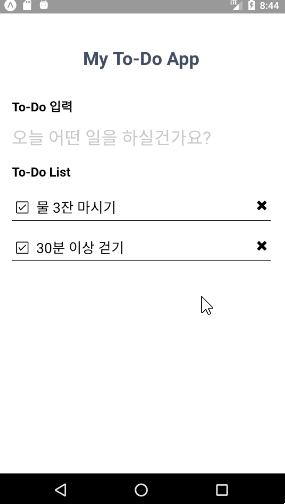 8:44
My To-Do App
To-Do 입력
오늘 어떤 일을 하실건가요?
To-Do List
물 3잔 마시기
30분 이상 걷기